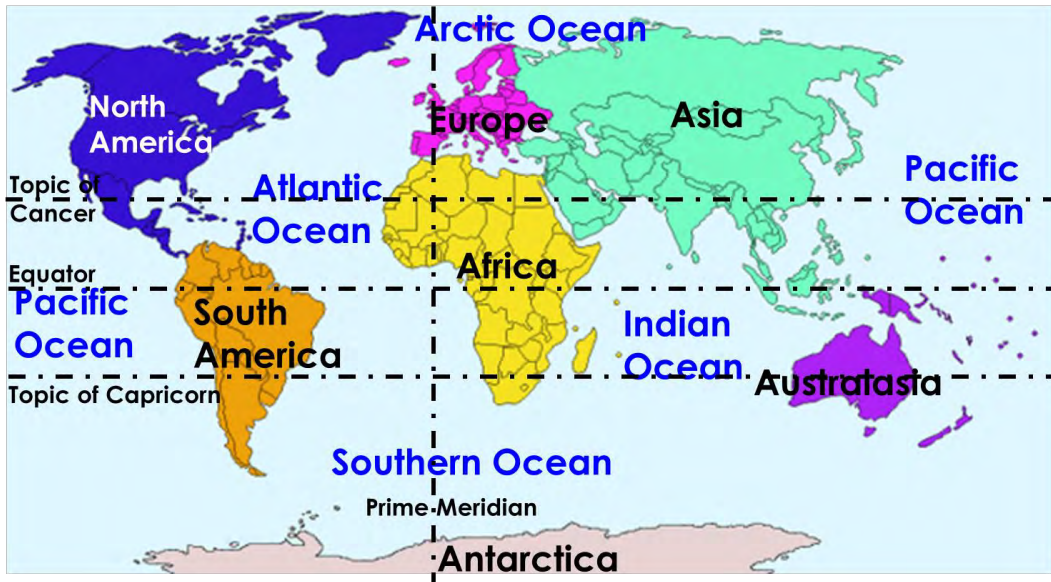 Arctic Ocean
North
America
Europe
Asia
Topic of
Cancer
Atlantic
Ocean
Pacific
Ocean
Equator
Africa
Pacific
Ocean
South
America
Indian
Ocean
Topic of Capricorn
Austratasia
Southern Ocean
Prime Meridian
Antarctica